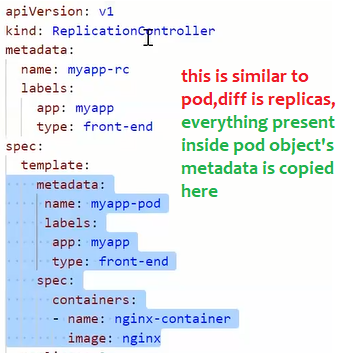 apiVersion: v1
kind: ReplicationController
metadata:
name: myapp-rc
labels:
app: myapp
type: front-end
spec:
template:
metadata:
name: myapp-pod
labels:
app: myapp
type: front-end
spec:
containers:
- name: nginx-container
image: nginx
this is similar to
pod,diff is replicas,
everything present
inside pod object's
metadata is copied
here